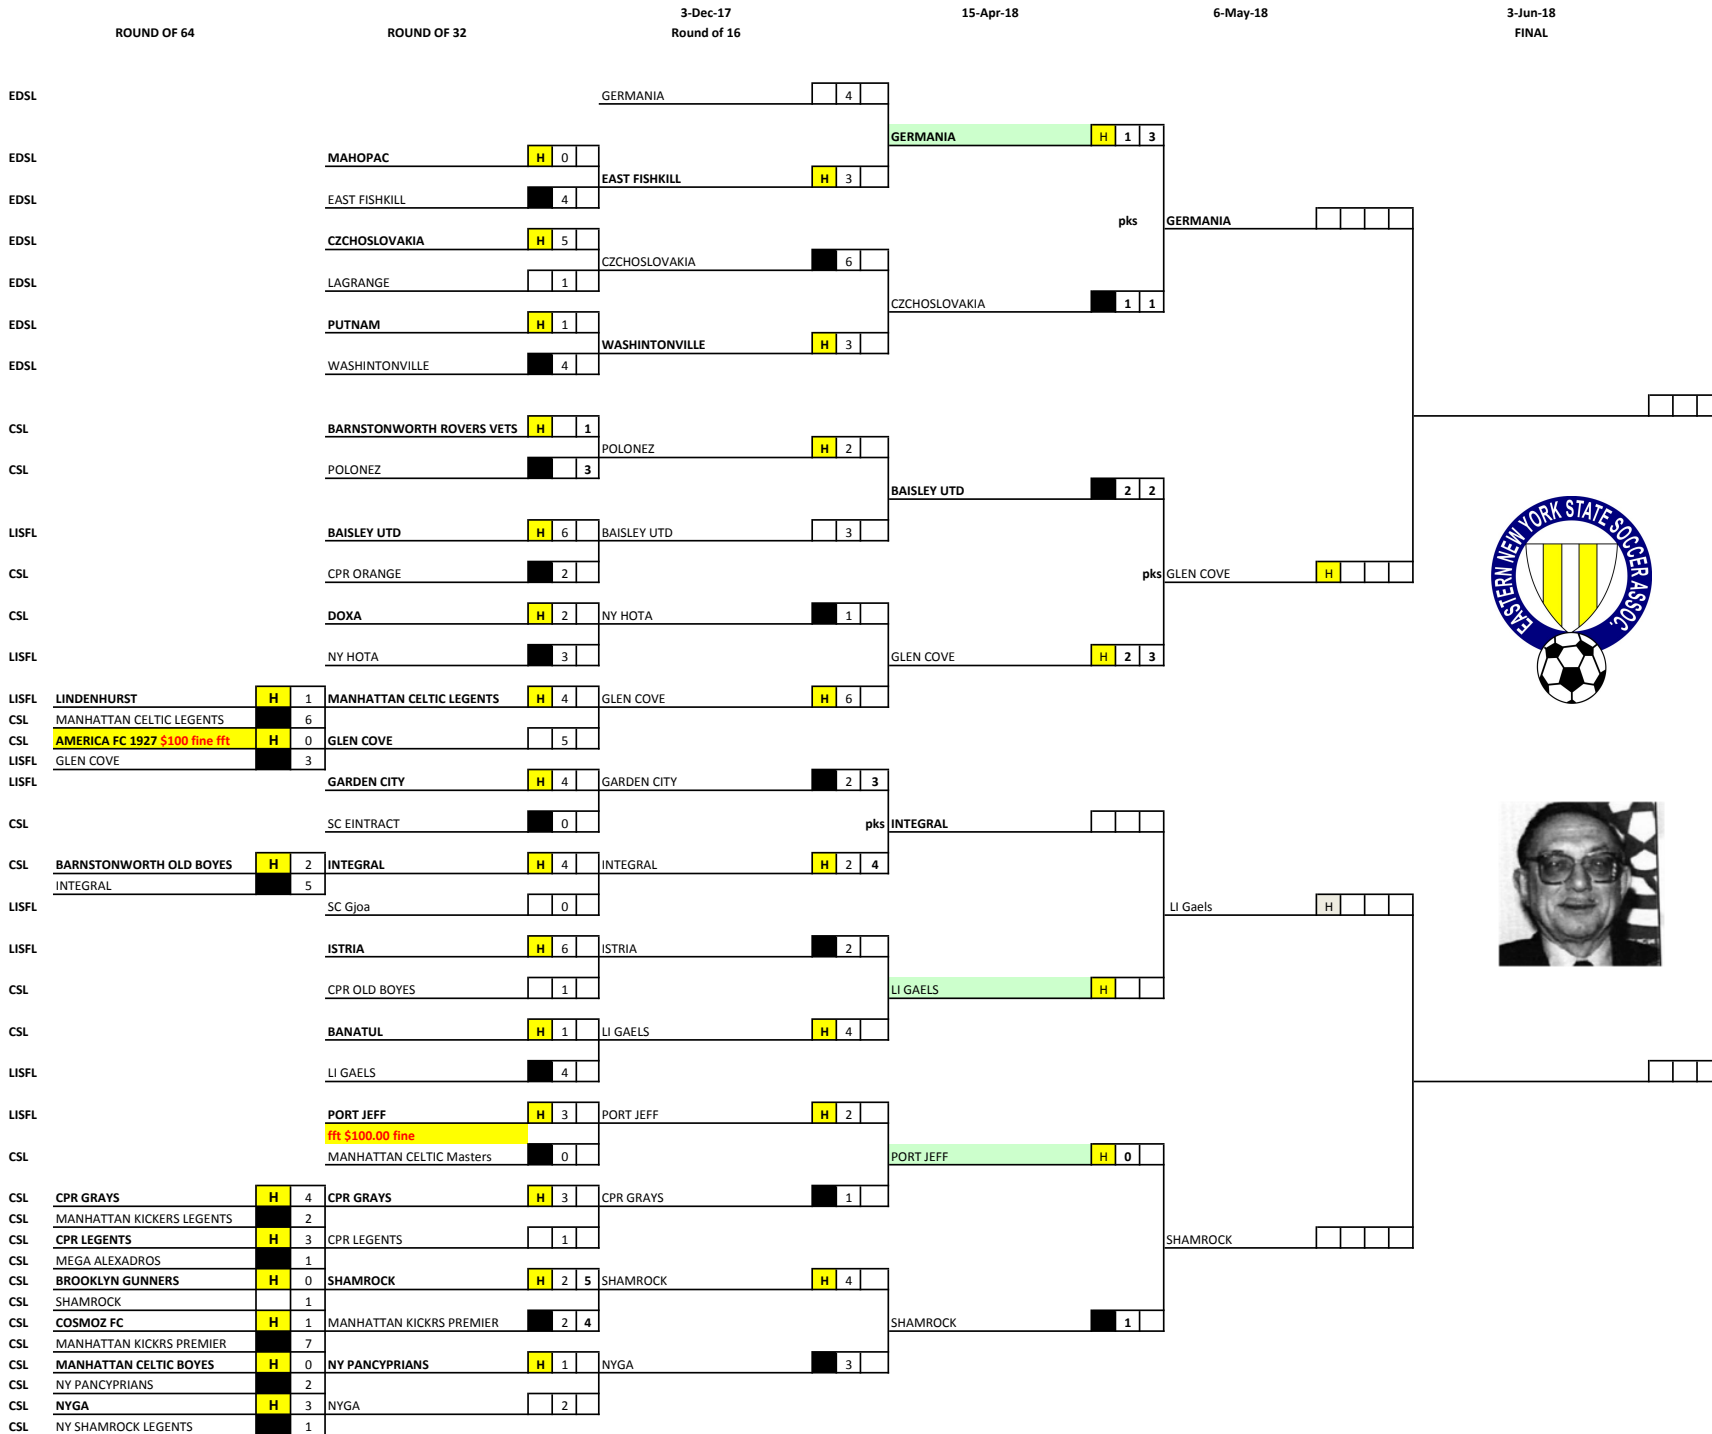 3-Dec-17 15-Apr-18 6-May-18 3-Jun-18
ROUND OF 64 ROUND OF 32 Round of 16 FINAL
EDSL GERMANIA 4
GERMANIA H 1 3
EDSL MAHOPAC H 0
EAST FISHKILL H 3
EDSL EAST FISHKILL 4
pks GERMANIA
EDSL CZCHOSLOVAKIA H 5
CZCHOSLOVAKIA 6
EDSL LAGRANGE 1
CZCHOSLOVAKIA 1 1
EDSL PUTNAM H 1
WASHINTONVILLE H 3
EDSL WASHINTONVILLE 4
CSL BARNSTONWORTH ROVERS VETS H 1
POLONEZ H 2
CSL POLONEZ 3
BAISLEY UTD 2 2
EASTERN NEW YORK STATE SOCCER ASSOC.
LISFL BAISLEY UTD H 6 BAISLEY UTD 3
CSL CPR ORANGE 2 pks GLEN COVE H
CSL DOXA H 2 NY HOTA 1
LISFL NY HOTA 3 GLEN COVE H 2 3
LISFL LINDENHURST H 1 MANHATTAN CELTIC LEGENTS H 4 GLEN COVE H 6
CSL MANHATTAN CELTIC LEGENTS 6
CSL AMERICA FC 1927 $100 fine fft H 0 GLEN COVE 5
LISFL GLEN COVE 3
LISFL GARDEN CITY H 4 GARDEN CITY 2 3
CSL SC EINTRACT 0 pks INTEGRAL
CSL BARNSTONWORTH OLD BOYES H 2 INTEGRAL H 4 INTEGRAL H 2 4
INTEGRAL 5
LISFL SC Gjoa 0 LI Gaels H
LISFL ISTRIA H 6 ISTRIA 2
CSL CPR OLD BOYES 1 LI GAELS H
CSL BANATUL H 1 LI GAELS H 4
LISFL LI GAELS 4
LISFL PORT JEFF H 3 PORT JEFF H 2
fft $100.00 fine
CSL MANHATTAN CELTIC Masters 0 PORT JEFF H 0
CSL CPR GRAYS H 4 CPR GRAYS H 3 CPR GRAYS 1
CSL MANHATTAN KICKERS LEGENTS 2
CSL CPR LEGENTS H 3 CPR LEGENTS 1 SHAMROCK
CSL MEGA ALEXADROS 1
CSL BROOKLYN GUNNERS H 0 SHAMROCK H 2 5 SHAMROCK H 4
CSL SHAMROCK 1
CSL COSMOZ FC H 1 MANHATTAN KICKRS PREMIER 2 4 SHAMROCK 1
CSL MANHATTAN KICKRS PREMIER 7
CSL MANHATTAN CELTIC BOYES H 0 NY PANCYPRIANS H 1 NYGA 3
CSL NY PANCYPRIANS 2
CSL NYGA H 3 NYGA 2
CSL NY SHAMROCK LEGENTS 1